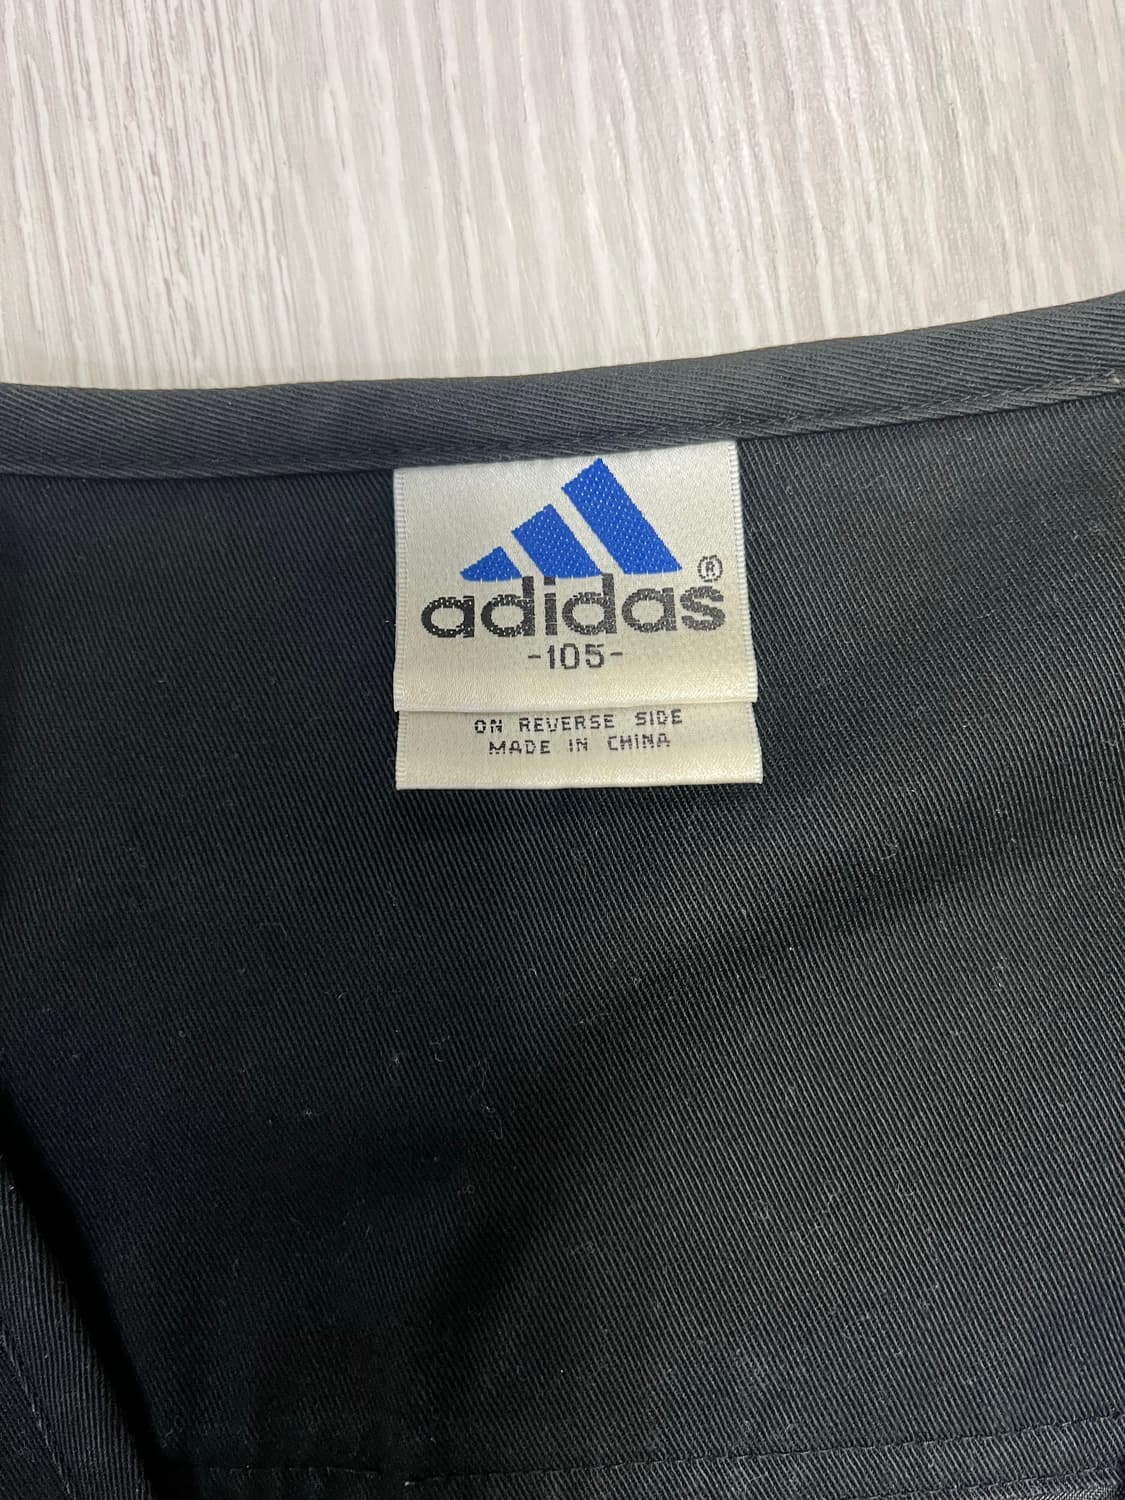 adidas®
-105-
ON REVERSE SIDE
MADE IN CHINA